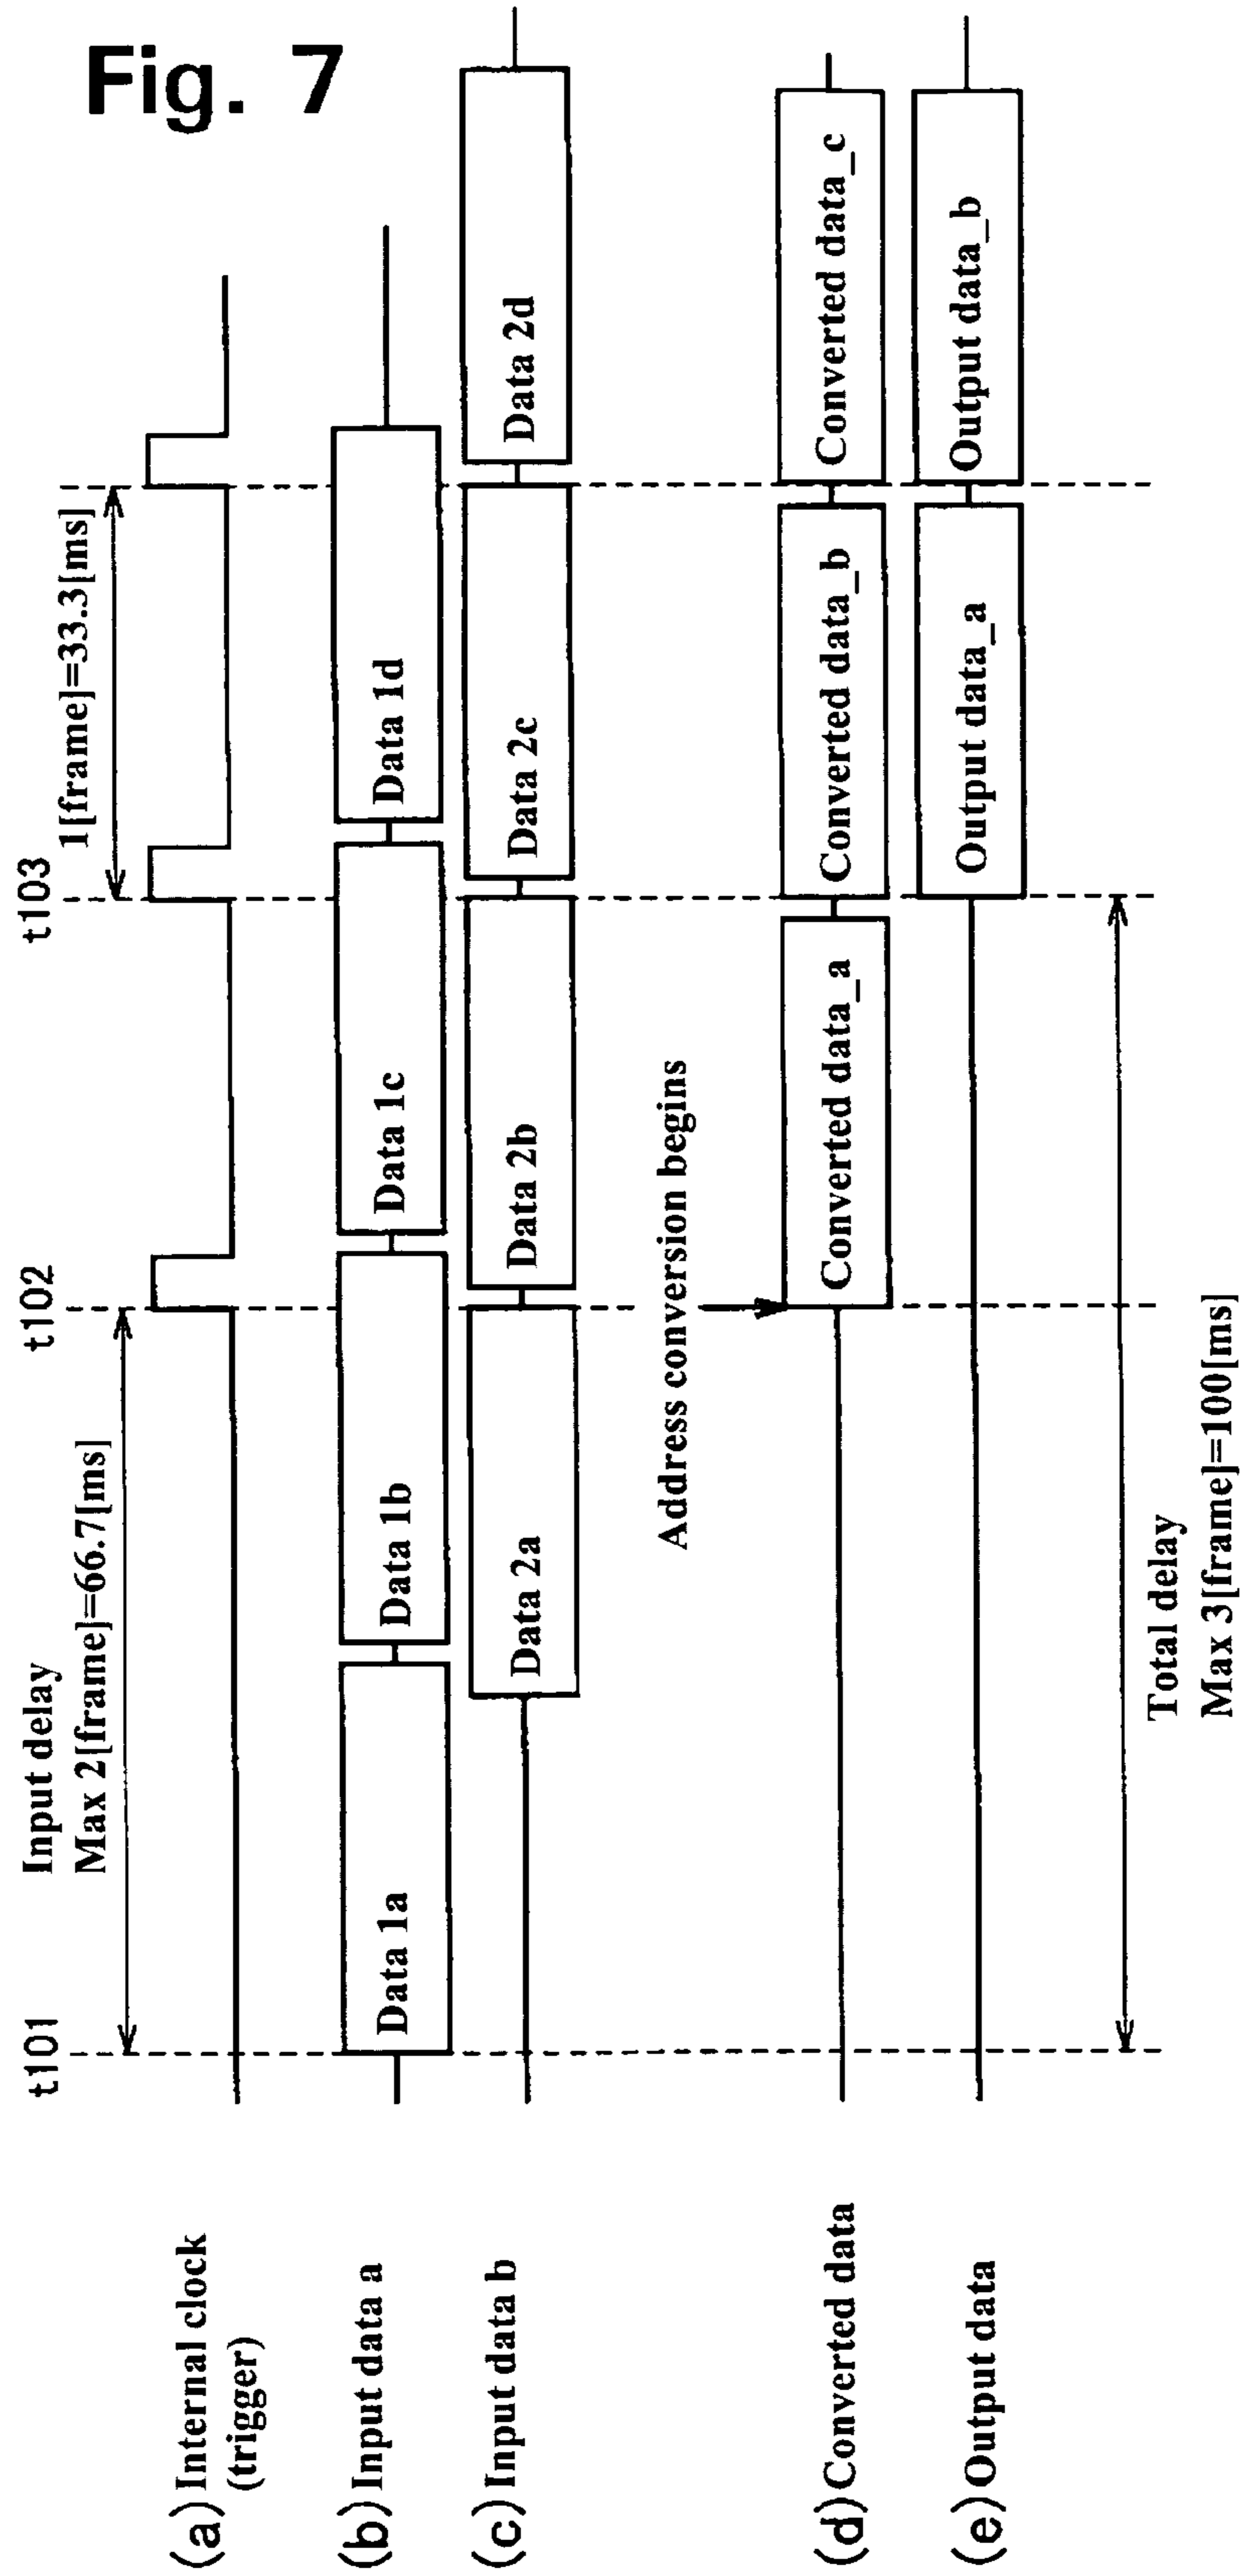 Fig. 7
t101
t102
t103
Input delay
Max 2[frame]=66.7[ms]
1[frame]=33.3[ms]
(a) Internal clock
(trigger)
(b) Input data a
Data 1a
Data 1b
Data 1c
Data 1d
(c) Input data b
Data 2a
Data 2b
Data 2c
Data 2d
Address conversion begins
(d) Converted data
Converted data_a
Converted data_b
Converted data_c
(e) Output data
Output data_a
Output data_b
Total delay
Max 3[frame]=100[ms]